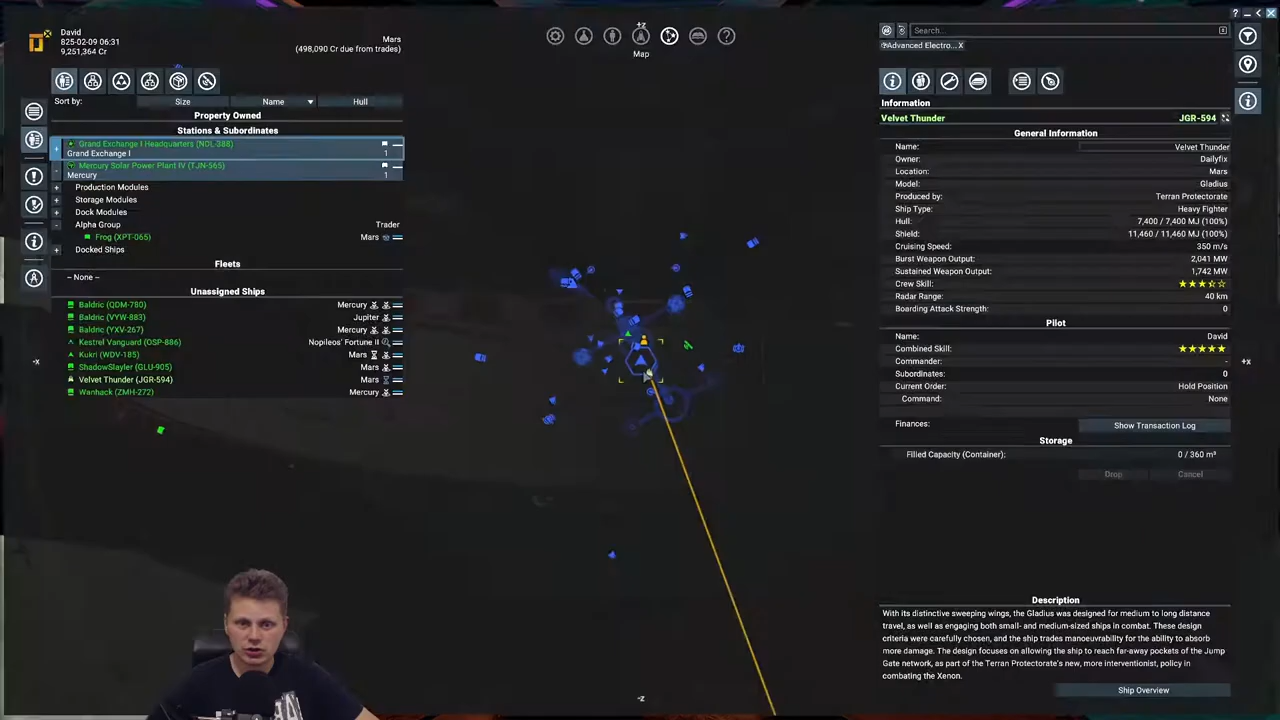 David
825-02-09 06:31
9,251,364 Cr
Mars
(498,090 Cr due from trades)
+z
Map
Search...
?Advanced Electro... X
Sort by:
Size
Name
Hull
Property Owned
Stations & Subordinates
Grand Exchange I Headquarters (NDL-388)
Grand Exchange I
1
Mercury Solar Power Plant IV (TJN-565)
Mercury
1
Production Modules
Storage Modules
Dock Modules
Alpha Group
Trader
Frog (XPT-065)
Mars
Docked Ships
Fleets
-- None --
Unassigned Ships
Baldric (QDM-780)
Mercury
Baldric (VYW-883)
Jupiter
Baldric (YXV-267)
Mercury
Kestrel Vanguard (OSP-886)
Nopileos' Fortune II
Kukri (WDV-185)
Mars
ShadowSlayler (GLU-905)
Mars
Velvet Thunder (JGR-594)
Mars
Wanhack (ZMH-272)
Mercury
-x
+x
-z
Information
Velvet Thunder
JGR-594
General Information
Name:
Velvet Thunder
Owner:
Dailyfix
Location:
Mars
Model:
Gladius
Produced by:
Terran Protectorate
Ship Type:
Heavy Fighter
Hull:
7,400 / 7,400 MJ (100%)
Shield:
11,460 / 11,460 MJ (100%)
Cruising Speed:
350 m/s
Burst Weapon Output:
2,041 MW
Sustained Weapon Output:
1,742 MW
Crew Skill:
Radar Range:
40 km
Boarding Attack Strength:
0
Pilot
Name:
David
Combined Skill:
Commander:
-
Subordinates:
0
Current Order:
Hold Position
Command:
None
Finances:
Show Transaction Log
Storage
Filled Capacity (Container):
0 / 360 m³
Drop
Cancel
Description
With its distinctive sweeping wings, the Gladius was designed for medium to long distance
travel, as well as engaging both small- and medium-sized ships in combat. These design
criteria were carefully chosen, and the ship trades manoeuvrability for the ability to absorb
more damage. The design focuses on allowing the ship to reach far-away pockets of the Jump
Gate network, as part of the Terran Protectorate's new, more interventionist, policy in
combating the Xenon.
Ship Overview